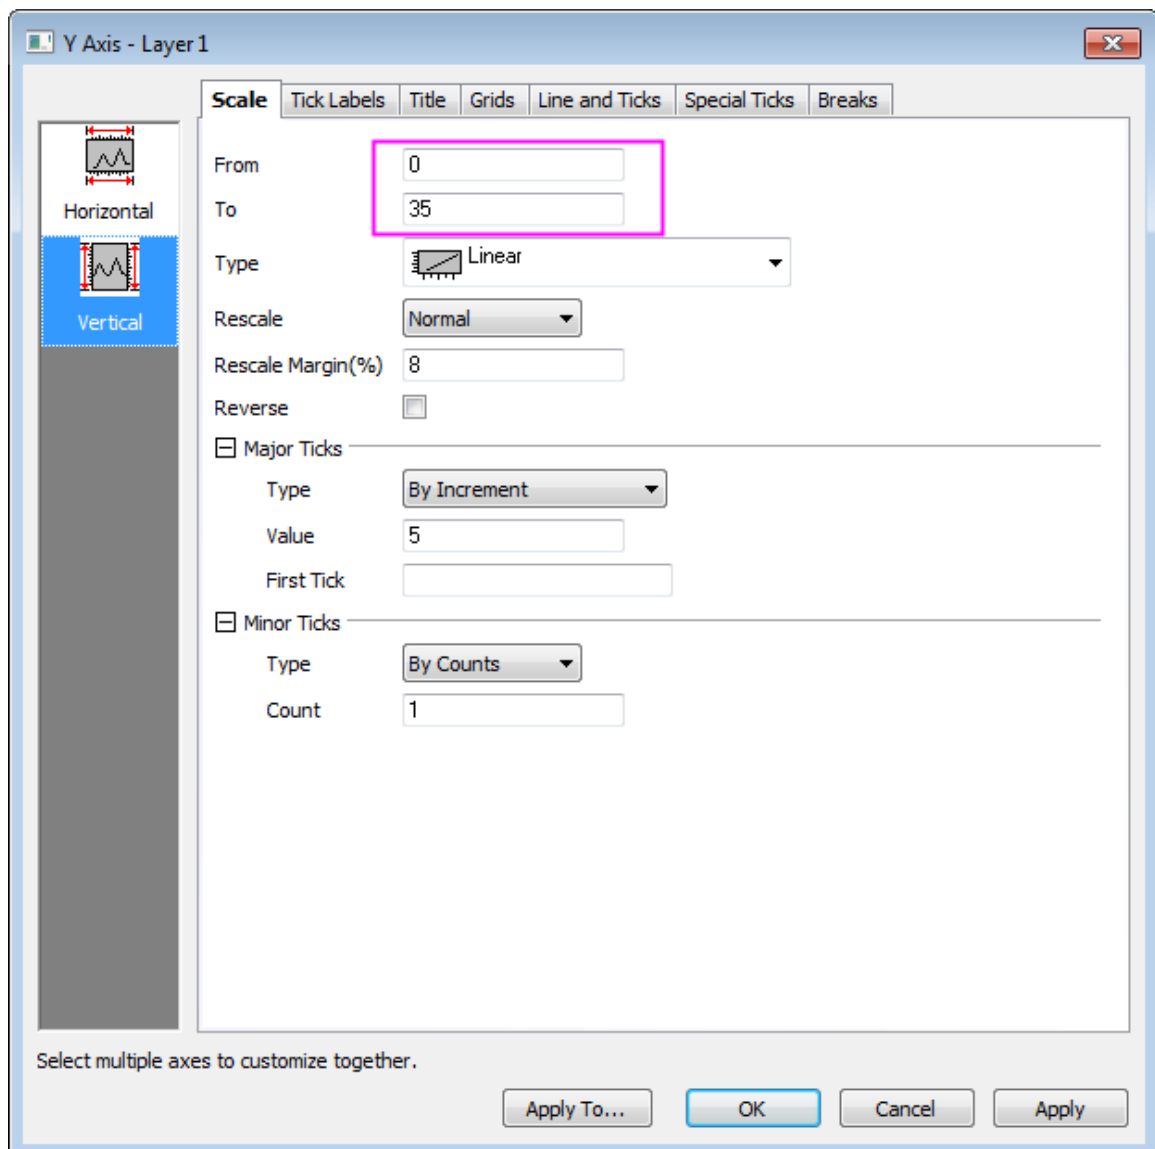 Y Axis - Layer 1
Scale Tick Labels Title Grids Line and Ticks Special Ticks Breaks
Horizontal
Vertical
From 0
To 35
Type Linear
Rescale Normal
Rescale Margin(%) 8
Reverse
Major Ticks
Type By Increment
Value 5
First Tick
Minor Ticks
Type By Counts
Count 1
Select multiple axes to customize together.
Apply To... OK Cancel Apply